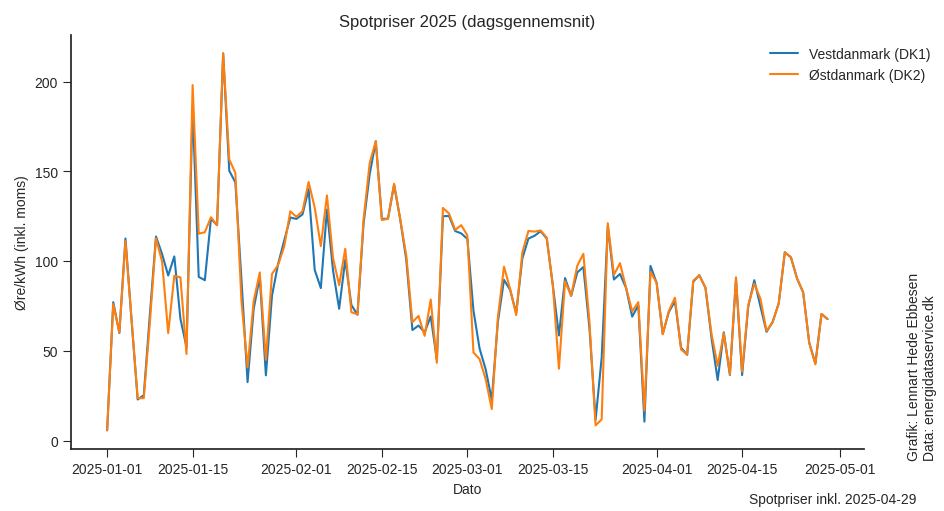 Spotpriser 2025 (dagsgennemsnit)
Vestdanmark (DK1)
Østdanmark (DK2)
Øre/kWh (inkl. moms)
200
150
100
50
0
2025-01-01
2025-01-15
2025-02-01
2025-02-15
2025-03-01
2025-03-15
2025-04-01
2025-04-15
2025-05-01
Dato
Grafik: Lennart Hede Ebbesen
Data: energidataservice.dk
Spotpriser inkl. 2025-04-29